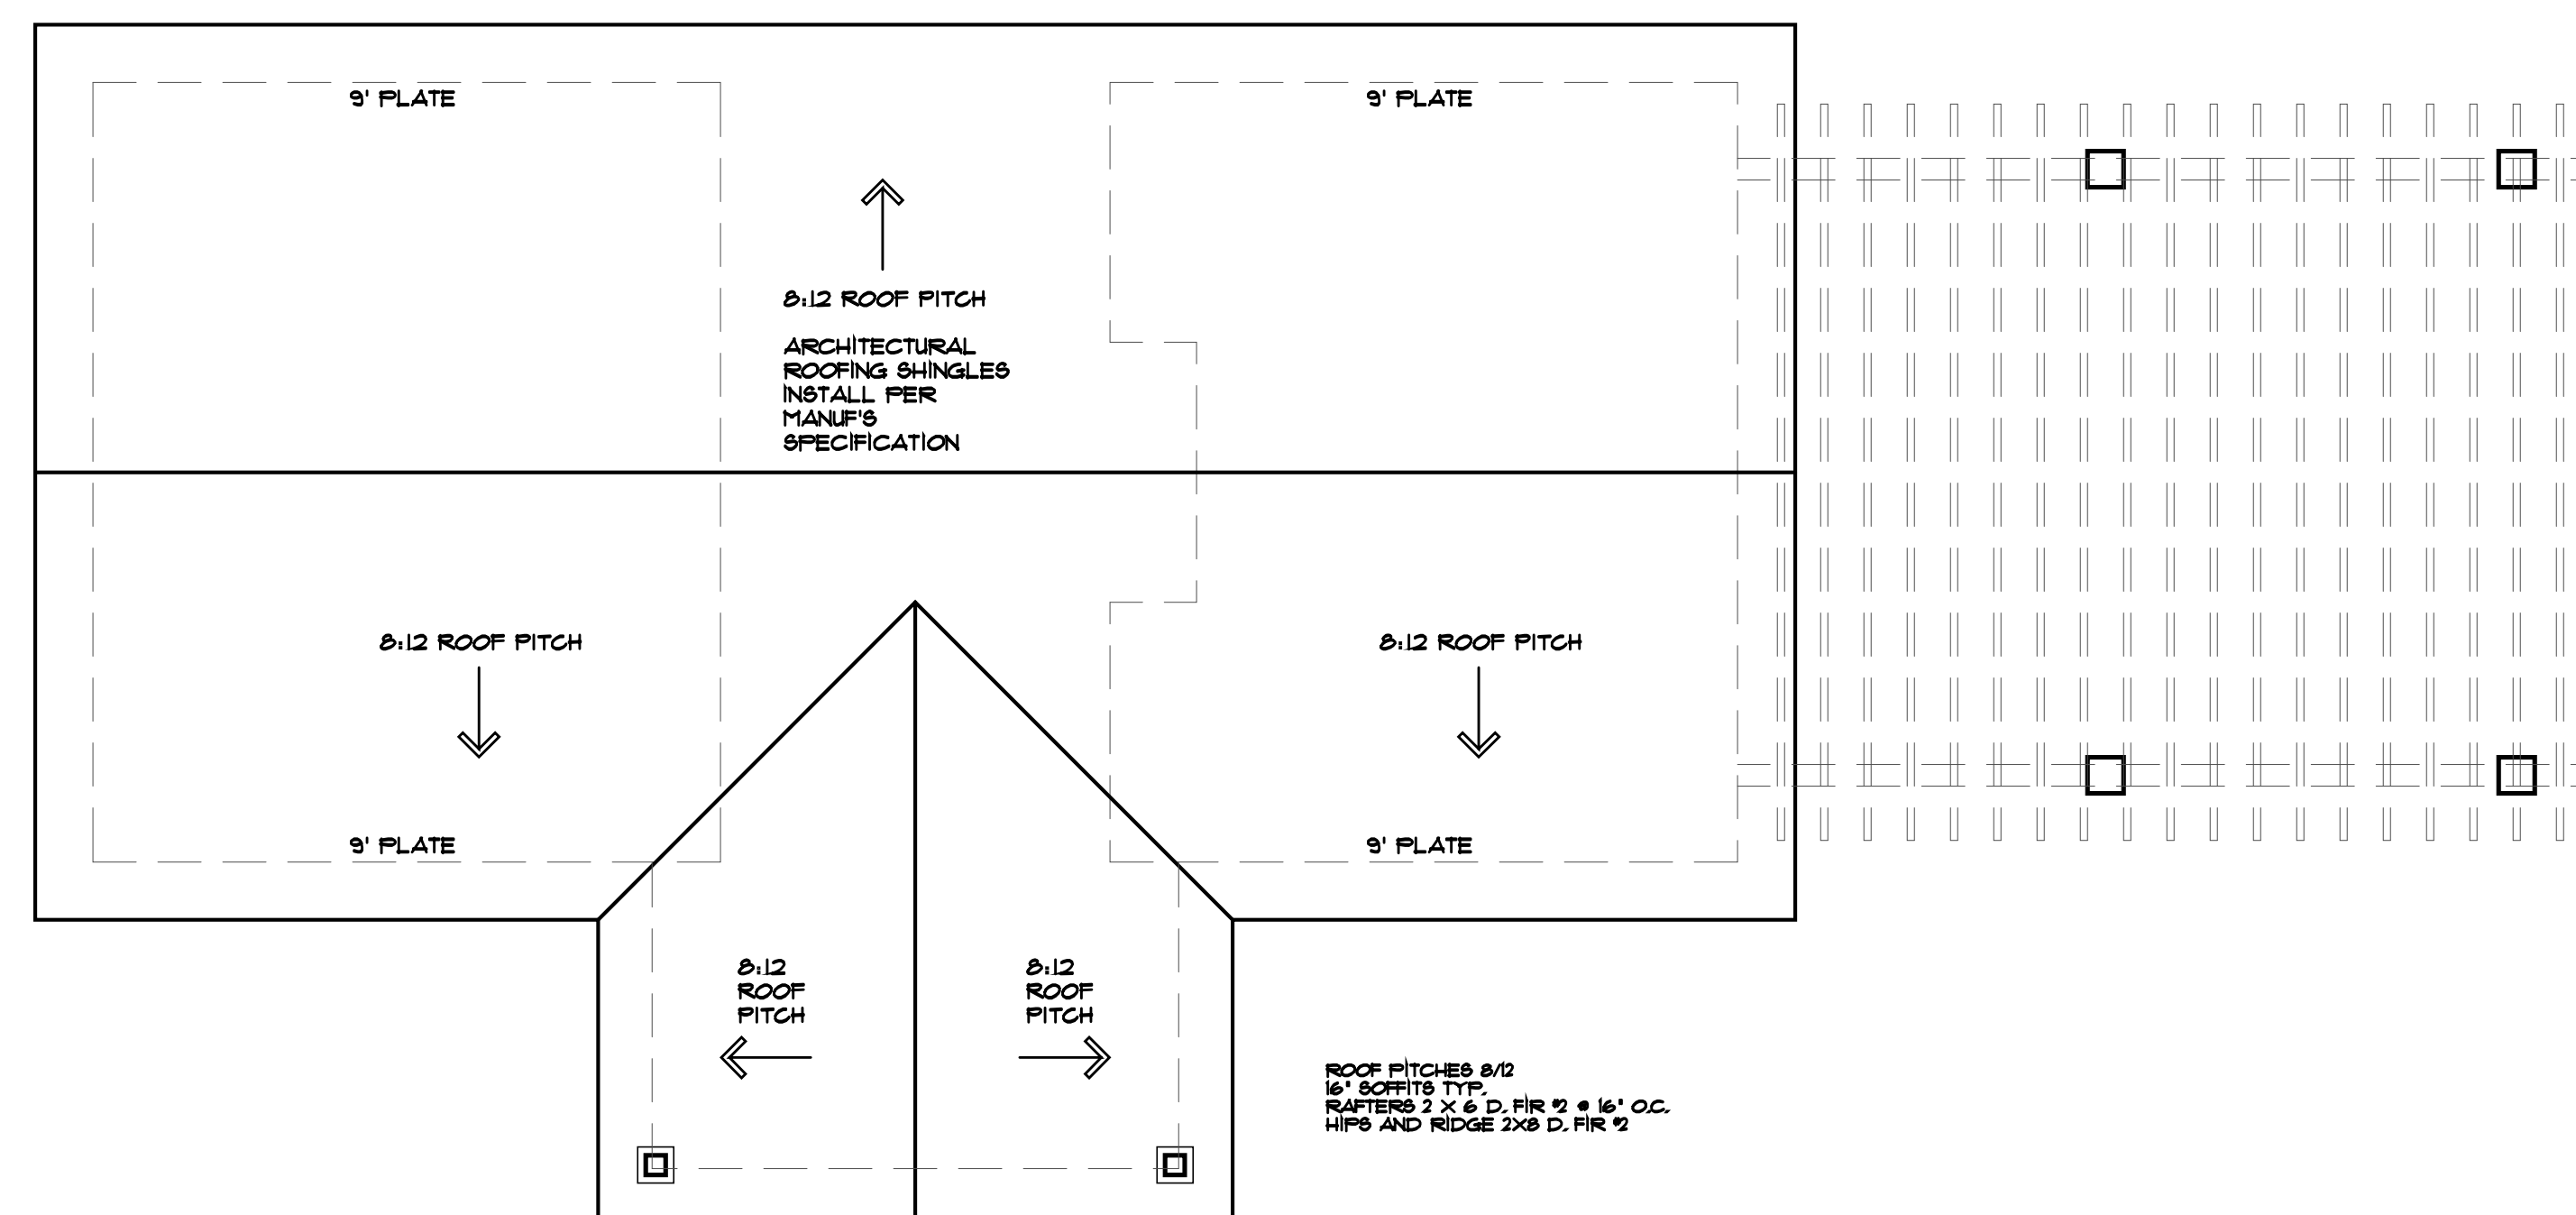 9' PLATE
9' PLATE
8:12 ROOF PITCH
ARCHITECTURAL
ROOFING SHINGLES
INSTALL PER
MANUF'S
SPECIFICATION
8:12 ROOF PITCH
8:12 ROOF PITCH
9' PLATE
9' PLATE
8:12
ROOF
PITCH
8:12
ROOF
PITCH
ROOF PITCHES 8/12
16" SOFFITS TYP.
RAFTERS 2 X 6 D. FIR #2 @ 16" O.C.
HIPS AND RIDGE 2X8 D. FIR #2